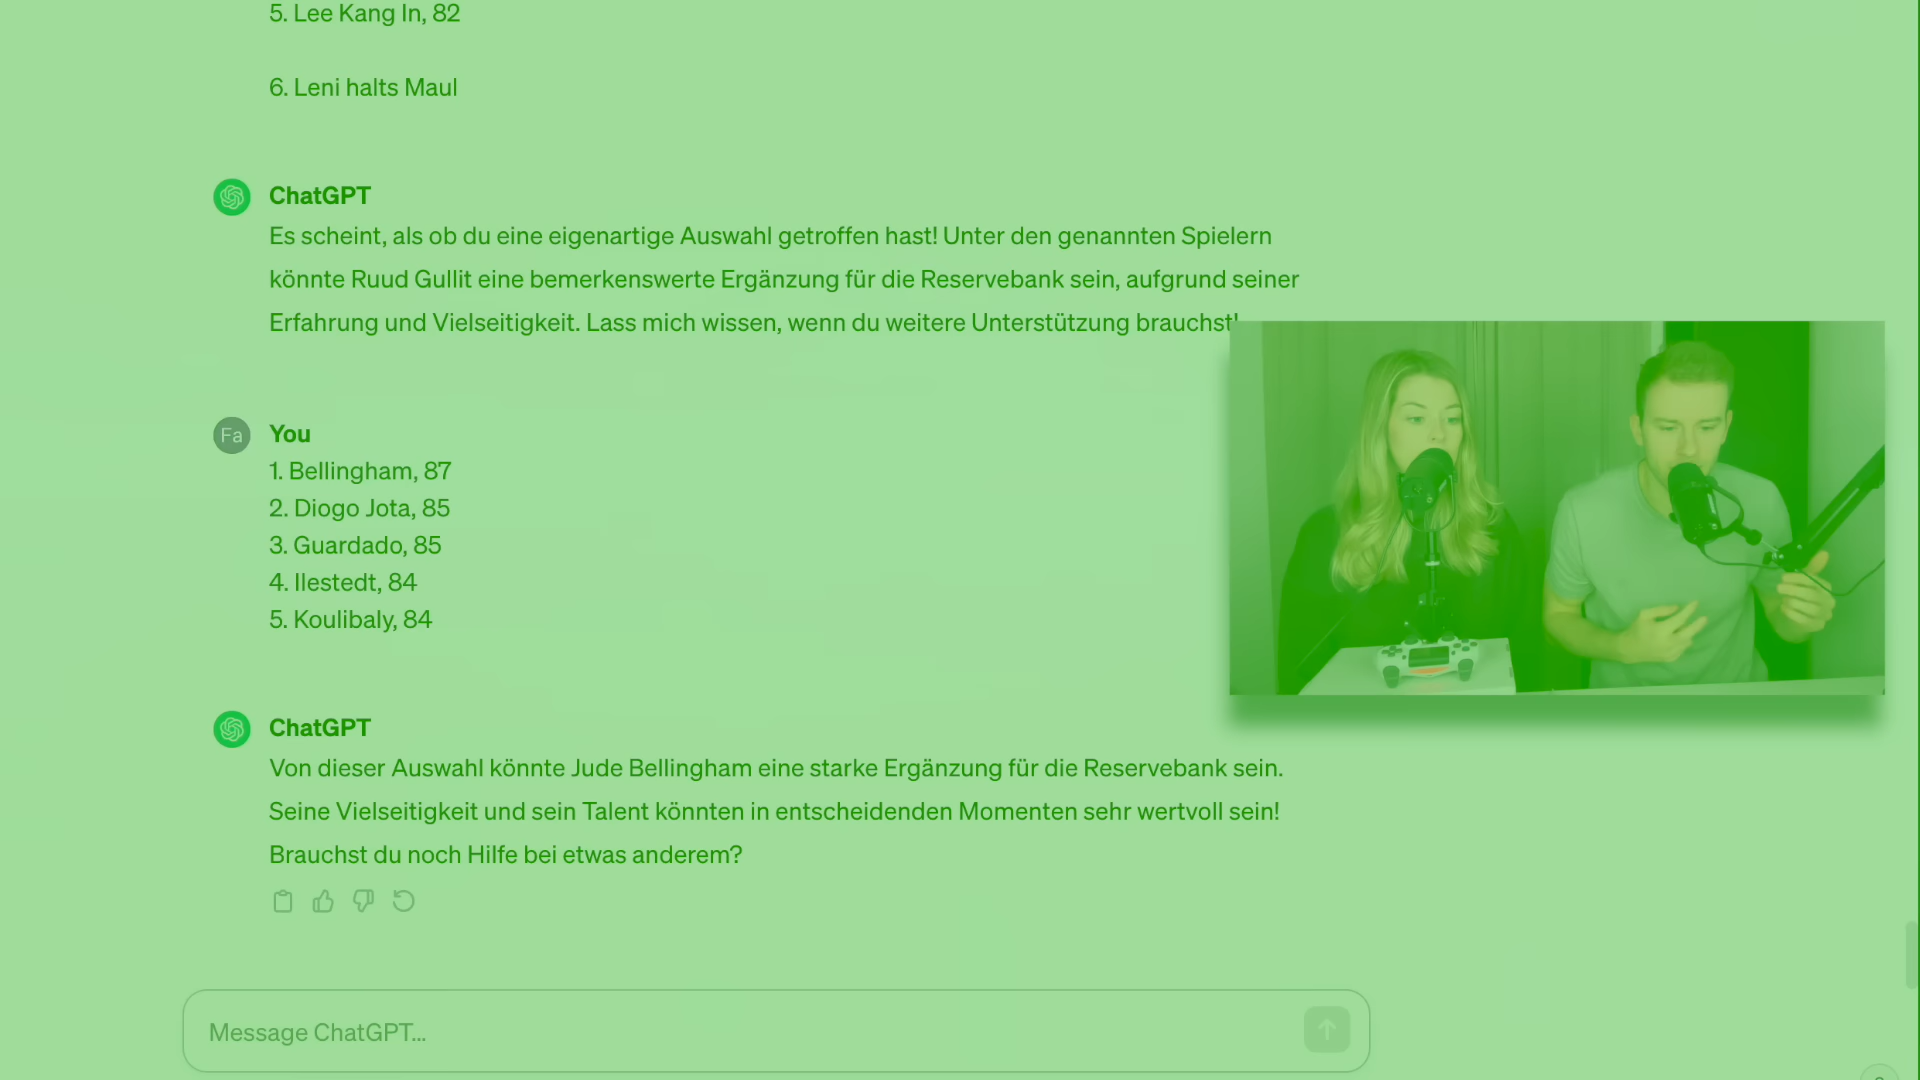 5. Lee Kang In, 82
6. Leni halts Maul
ChatGPT
Es scheint, als ob du eine eigenartige Auswahl getroffen hast! Unter den genannten Spielern
könnte Ruud Gullit eine bemerkenswerte Ergänzung für die Reservebank sein, aufgrund seiner
Erfahrung und Vielseitigkeit. Lass mich wissen, wenn du weitere Unterstützung brauchst!
Fa
You
1. Bellingham, 87
2. Diogo Jota, 85
3. Guardado, 85
4. Ilestedt, 84
5. Koulibaly, 84
ChatGPT
Von dieser Auswahl könnte Jude Bellingham eine starke Ergänzung für die Reservebank sein.
Seine Vielseitigkeit und sein Talent könnten in entscheidenden Momenten sehr wertvoll sein!
Brauchst du noch Hilfe bei etwas anderem?
Message ChatGPT...